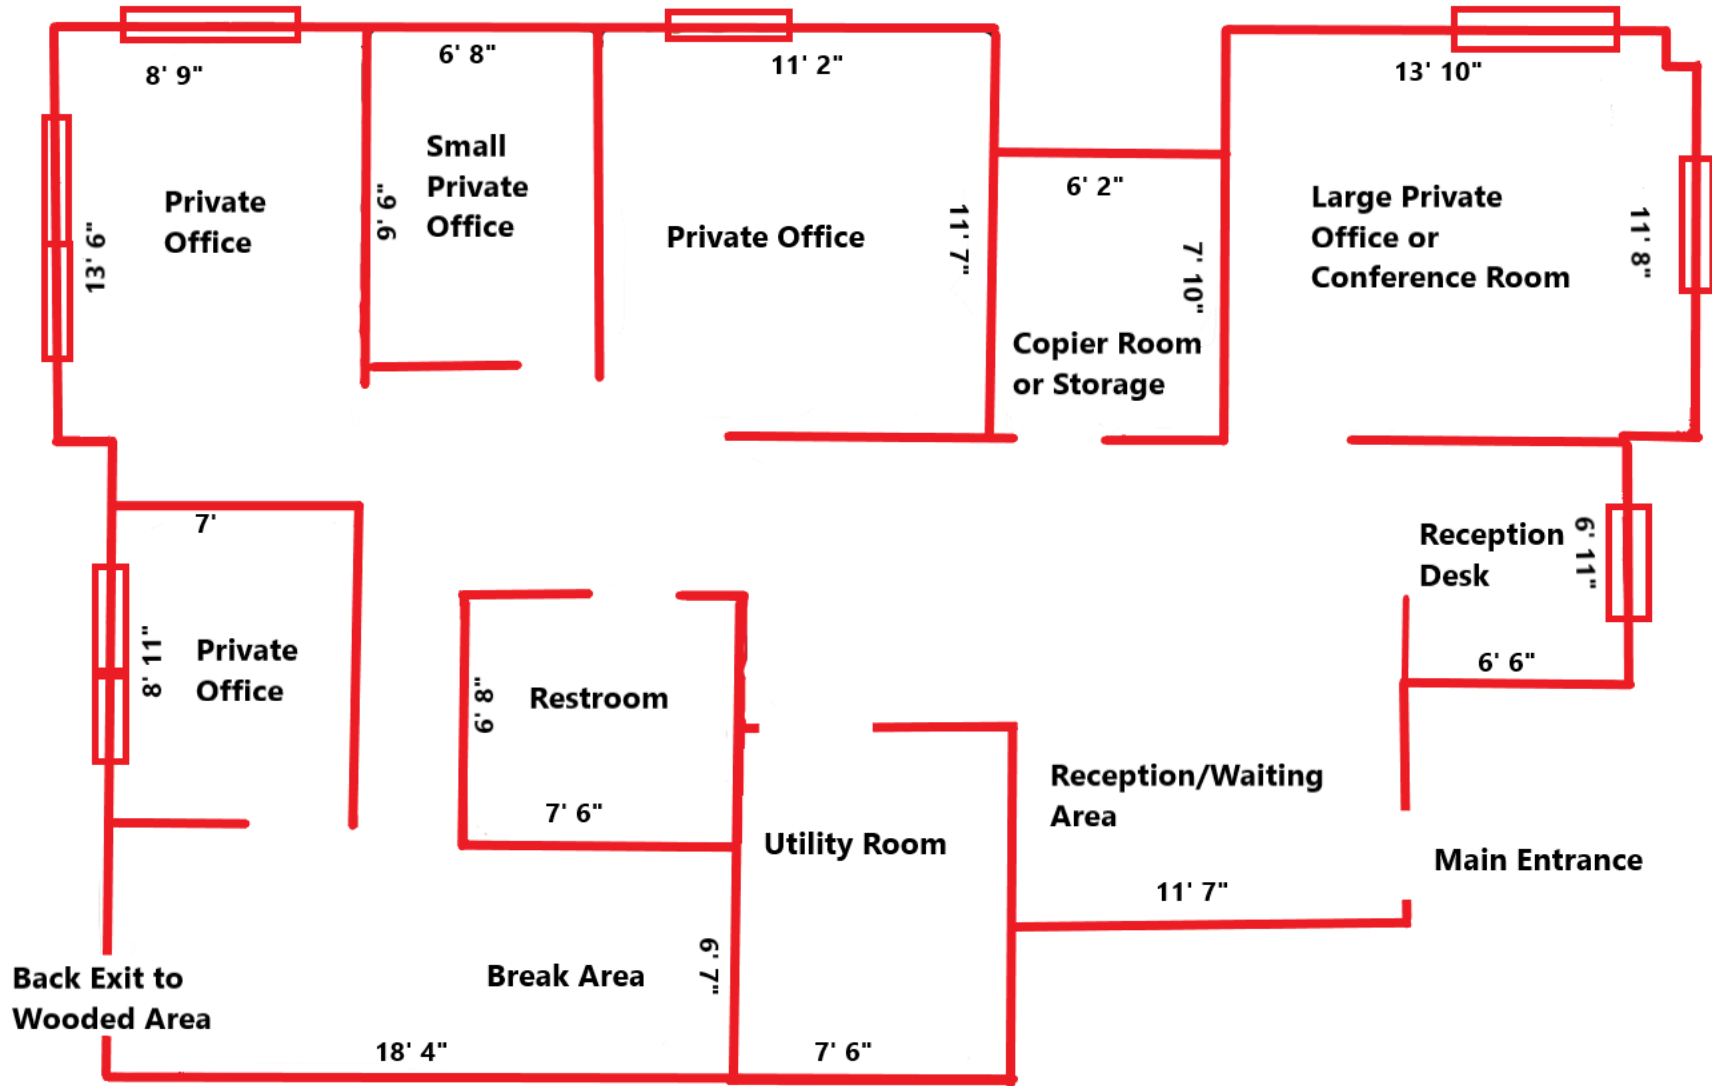 8' 9"
6' 8"
11' 2"
13' 10"
Small
Private
Office
Private
Office
13' 6"
9' 9"
Private Office
11' 7"
6' 2"
7' 10"
Large Private
Office or
Conference Room
11' 8"
Copier Room
or Storage
7'
Reception
Desk
6' 11"
8' 11"
Private
Office
6' 8"
Restroom
6' 6"
7' 6"
Utility Room
Reception/Waiting
Area
Main Entrance
11' 7"
Back Exit to
Wooded Area
Break Area
6' 7"
18' 4"
7' 6"